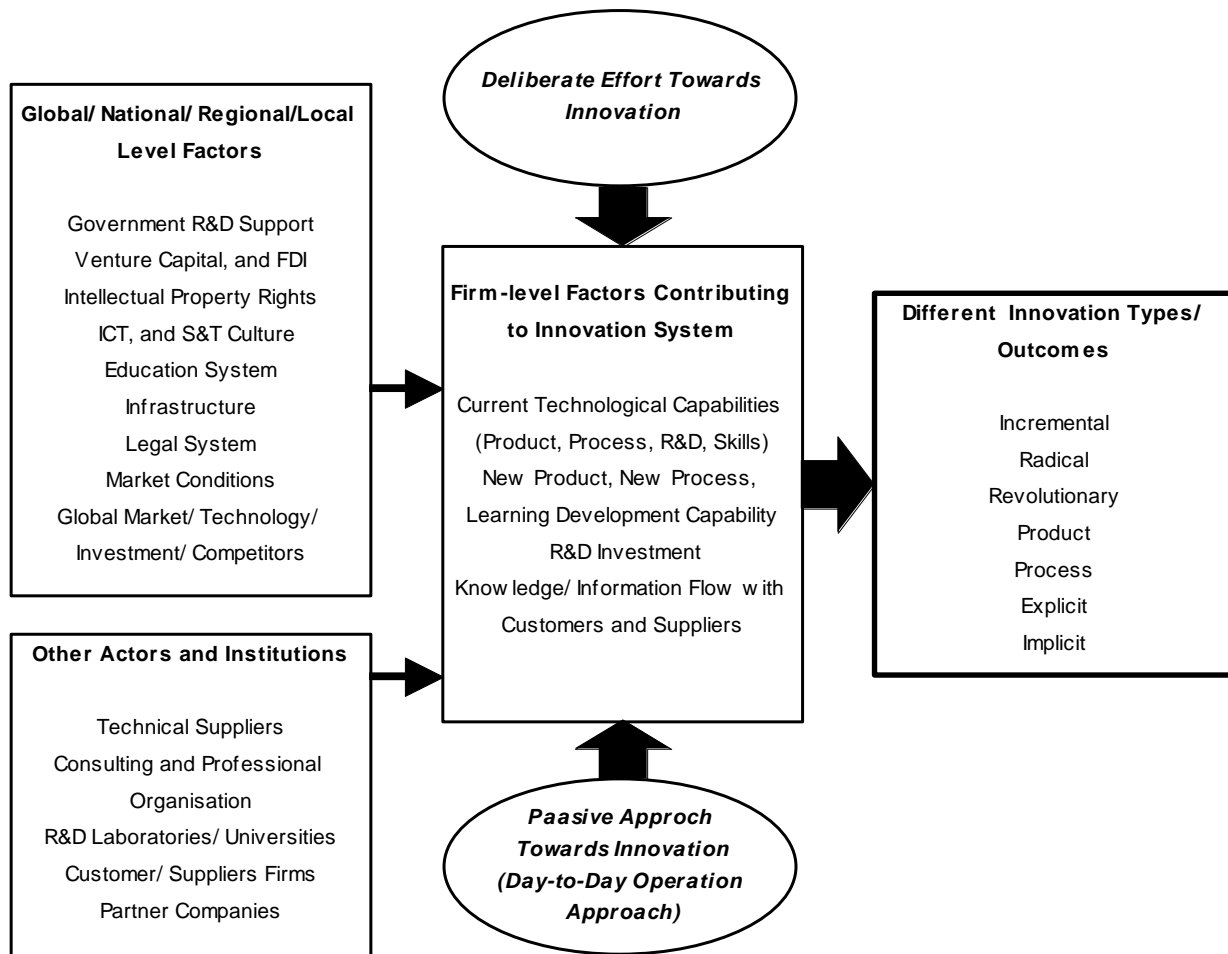 Deliberate Effort Towards
Innovation
Global/ National/ Regional/Local
Level Factors
Government R&D Support
Venture Capital, and FDI
Intellectual Property Rights
ICT, and S&T Culture
Education System
Infrastructure
Legal System
Market Conditions
Global Market/ Technology/
Investment/ Competitors
Other Actors and Institutions
Technical Suppliers
Consulting and Professional
Organisation
R&D Laboratories/ Universities
Customer/ Suppliers Firms
Partner Companies
Firm-level Factors Contributing
to Innovation System
Current Technological Capabilities
(Product, Process, R&D, Skills)
New Product, New Process,
Learning Development Capability
R&D Investment
Knowledge/ Information Flow with
Customers and Suppliers
Paasive Approch
Towards Innovation
(Day-to-Day Operation
Approach)
Different Innovation Types/
Outcomes
Incremental
Radical
Revolutionary
Product
Process
Explicit
Implicit